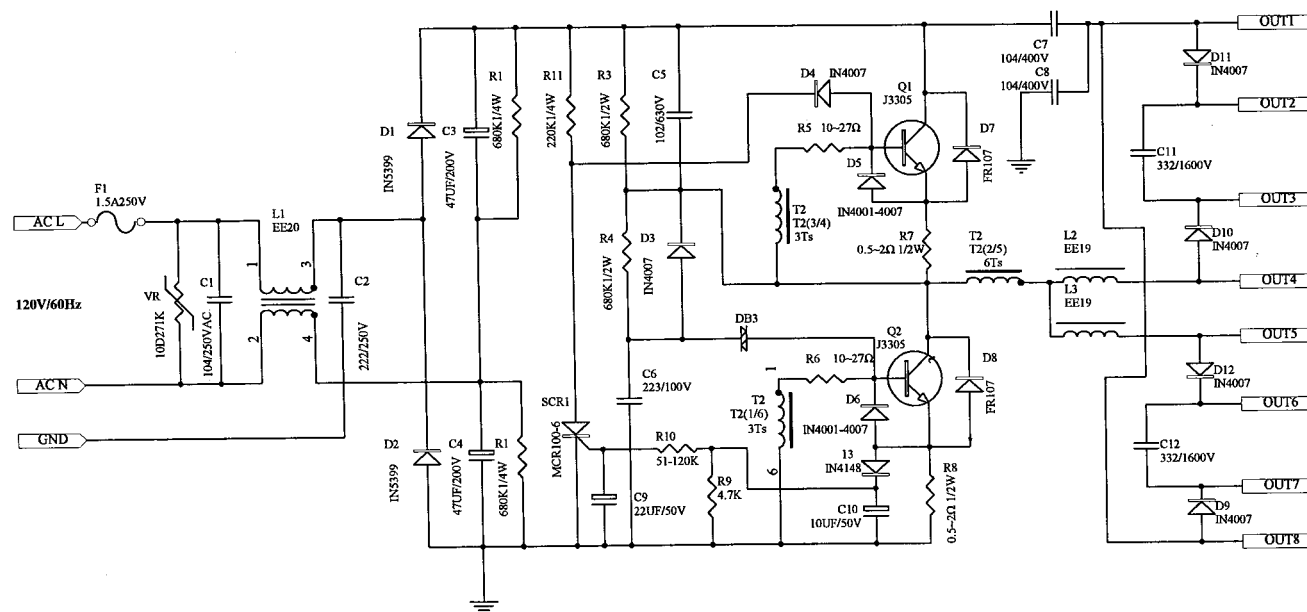 OUT1
C7
104/400V
C8
104/400V
D11
IN4007
R1
680K1/4W
R11
220K1/4W
R3
680K1/2W
C5
102/630V
D4
IN4007
Q1
J3305
OUT2
D1
IN5399
C3
47UF/200V
R5
10~27Ω
D7
FR107
D5
IN4001-4007
C11
332/1600V
F1
1.5A250V
OUT3
AC L
L1
EE20
T2
T2(3/4)
3Ts
R7
0.5~2Ω 1/2W
T2
T2(2/5)
6Ts
L2
EE19
D10
IN4007
R4
680K1/2W
D3
IN4007
1
3
C2
222/250V
OUT4
L3
EE19
120V/60Hz
VR
10D271K
C1
104/250VAC
DB3
Q2
J3305
OUT5
2
4
R6
10~27Ω
1
D8
FR107
D12
IN4007
AC N
C6
223/100V
SCR1
MCR100-6
T2
T2(1/6)
3Ts
D6
IN4001-4007
OUT6
GND
D2
IN5399
C4
47UF/200V
R1
680K1/4W
R10
51-120K
13
IN4148
C12
332/1600V
6
R8
0.5~2Ω 1/2W
R9
4.7K
C9
22UF/50V
C10
10UF/50V
OUT7
D9
IN4007
OUT8